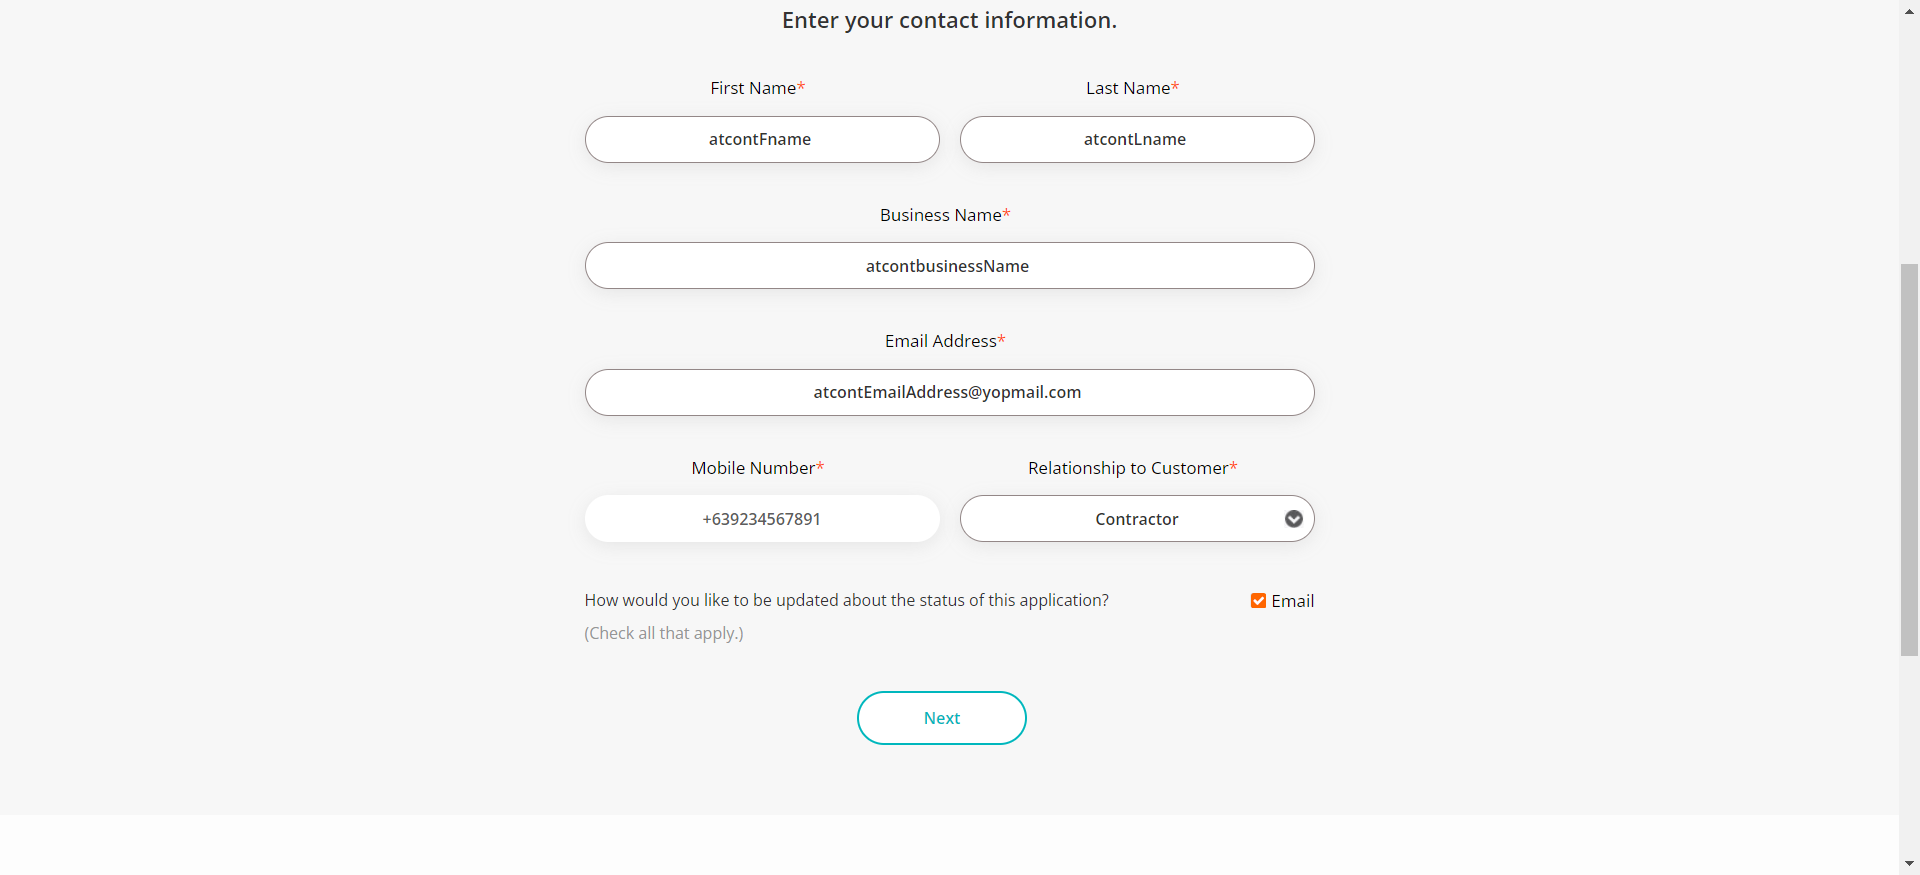 Enter your contact information.
First Name* Last Name*
atcontFname atcontLname
Business Name*
atcontbusinessName
Email Address*
atcontEmailAddress@yopmail.com
Mobile Number* Relationship to Customer*
+639234567891 Contractor
How would you like to be updated about the status of this application? Email
(Check all that apply.)
Next